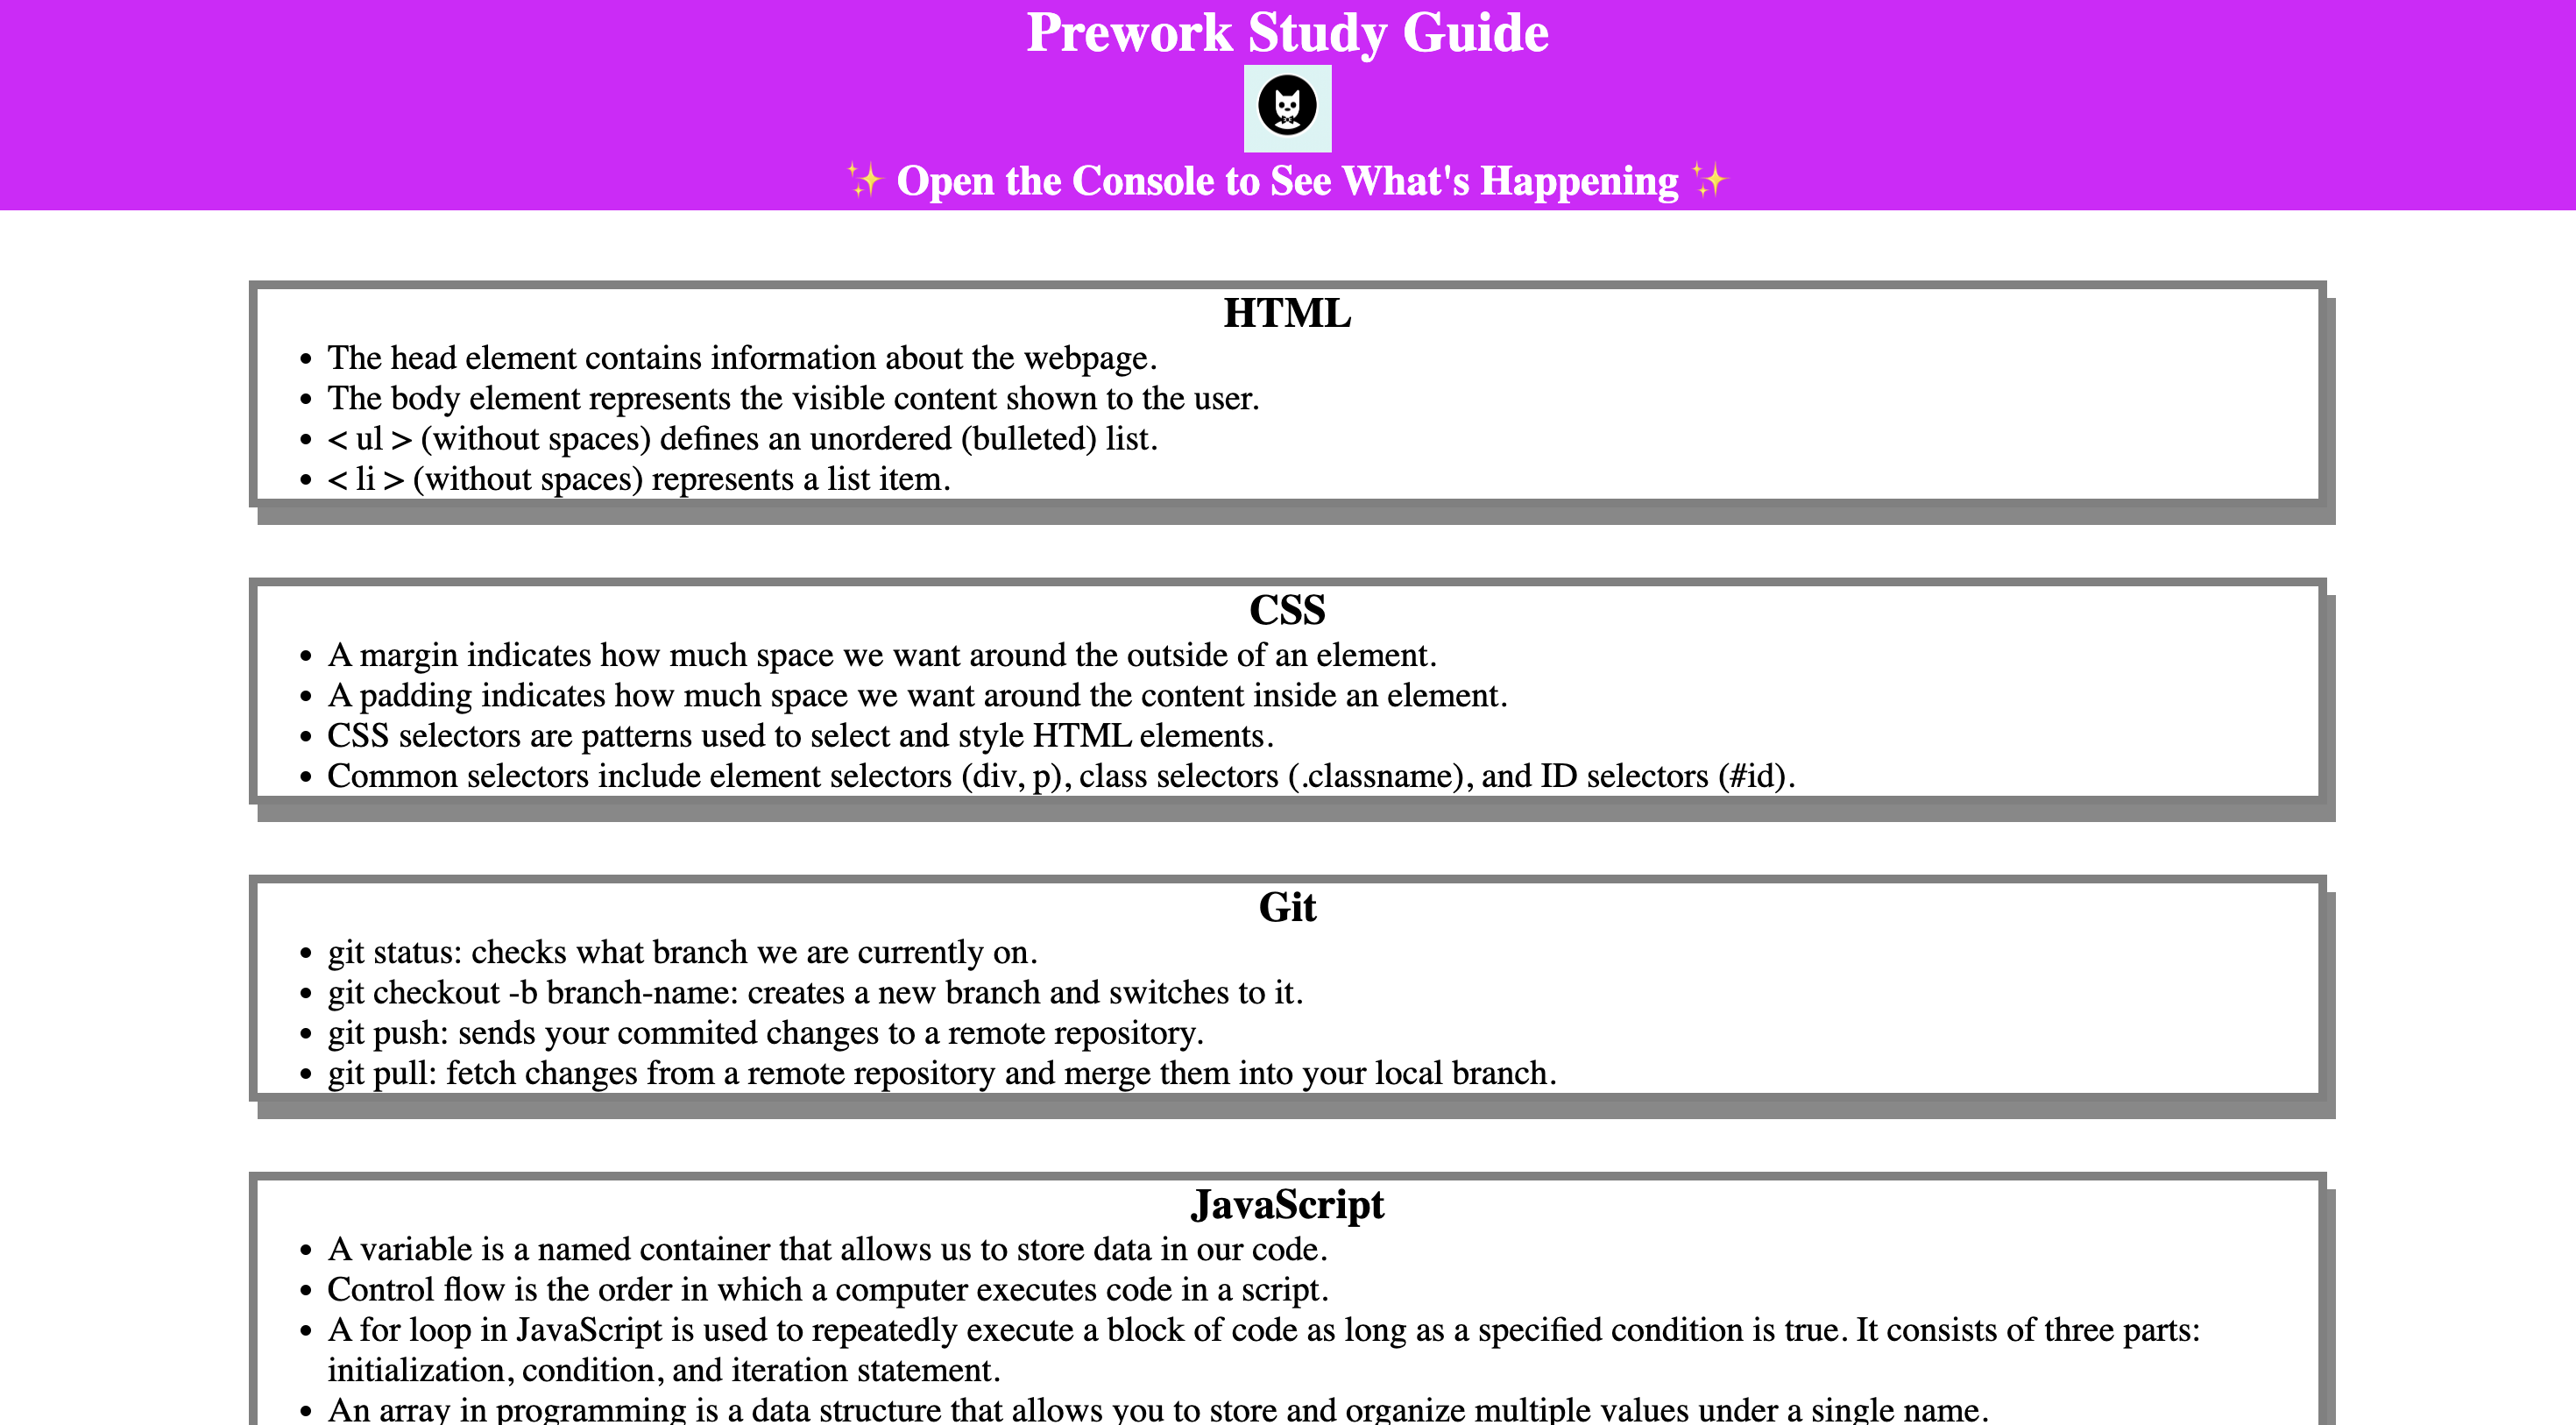 Prework Study Guide
✨ Open the Console to See What's Happening ✨
HTML
• The head element contains information about the webpage.
• The body element represents the visible content shown to the user.
• < ul > (without spaces) defines an unordered (bulleted) list.
• < li > (without spaces) represents a list item.
CSS
• A margin indicates how much space we want around the outside of an element.
• A padding indicates how much space we want around the content inside an element.
• CSS selectors are patterns used to select and style HTML elements.
• Common selectors include element selectors (div, p), class selectors (.classname), and ID selectors (#id).
Git
• git status: checks what branch we are currently on.
• git checkout -b branch-name: creates a new branch and switches to it.
• git push: sends your commited changes to a remote repository.
• git pull: fetch changes from a remote repository and merge them into your local branch.
JavaScript
• A variable is a named container that allows us to store data in our code.
• Control flow is the order in which a computer executes code in a script.
• A for loop in JavaScript is used to repeatedly execute a block of code as long as a specified condition is true. It consists of three parts:
initialization, condition, and iteration statement.
• An array in programming is a data structure that allows you to store and organize multiple values under a single name.